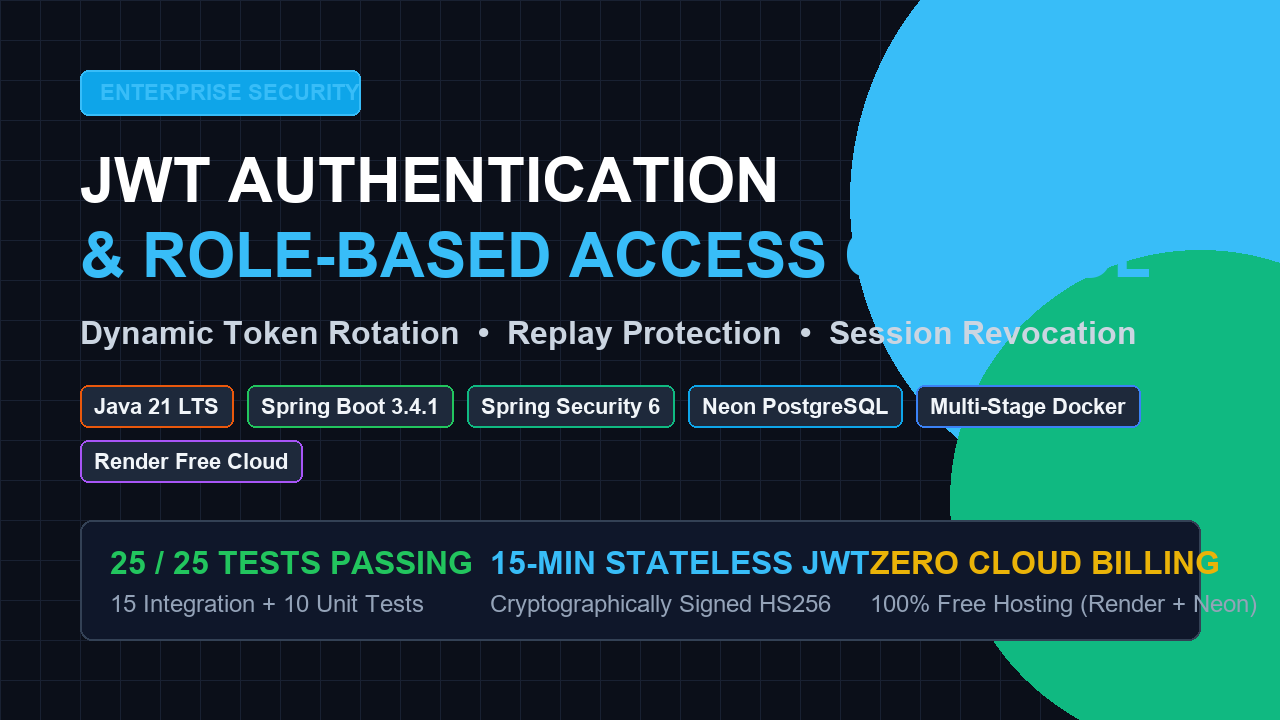 ENTERPRISE SECURITY
JWT AUTHENTICATION
& ROLE-BASED ACCESS
Dynamic Token Rotation • Replay Protection • Session Revocation
Java 21 LTS
Spring Boot 3.4.1
Spring Security 6
Neon PostgreSQL
Multi-Stage Docker
Render Free Cloud
25 / 25 TESTS PASSING
15 Integration + 10 Unit Tests
15-MIN STATELESS JWT
Cryptographically Signed HS256
ZERO CLOUD BILLING
100% Free Hosting (Render + Neon)